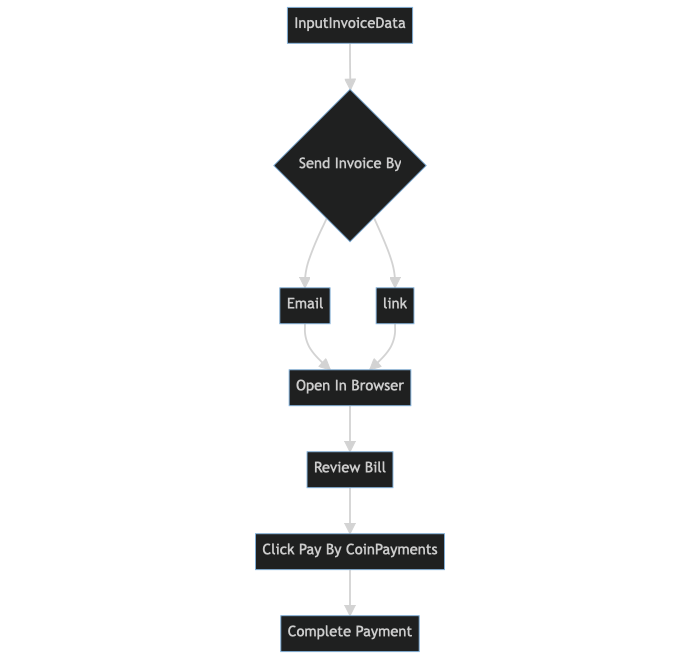 InputInvoiceData
Send Invoice By
Email
link
Open In Browser
Review Bill
Click Pay By CoinPayments
Complete Payment